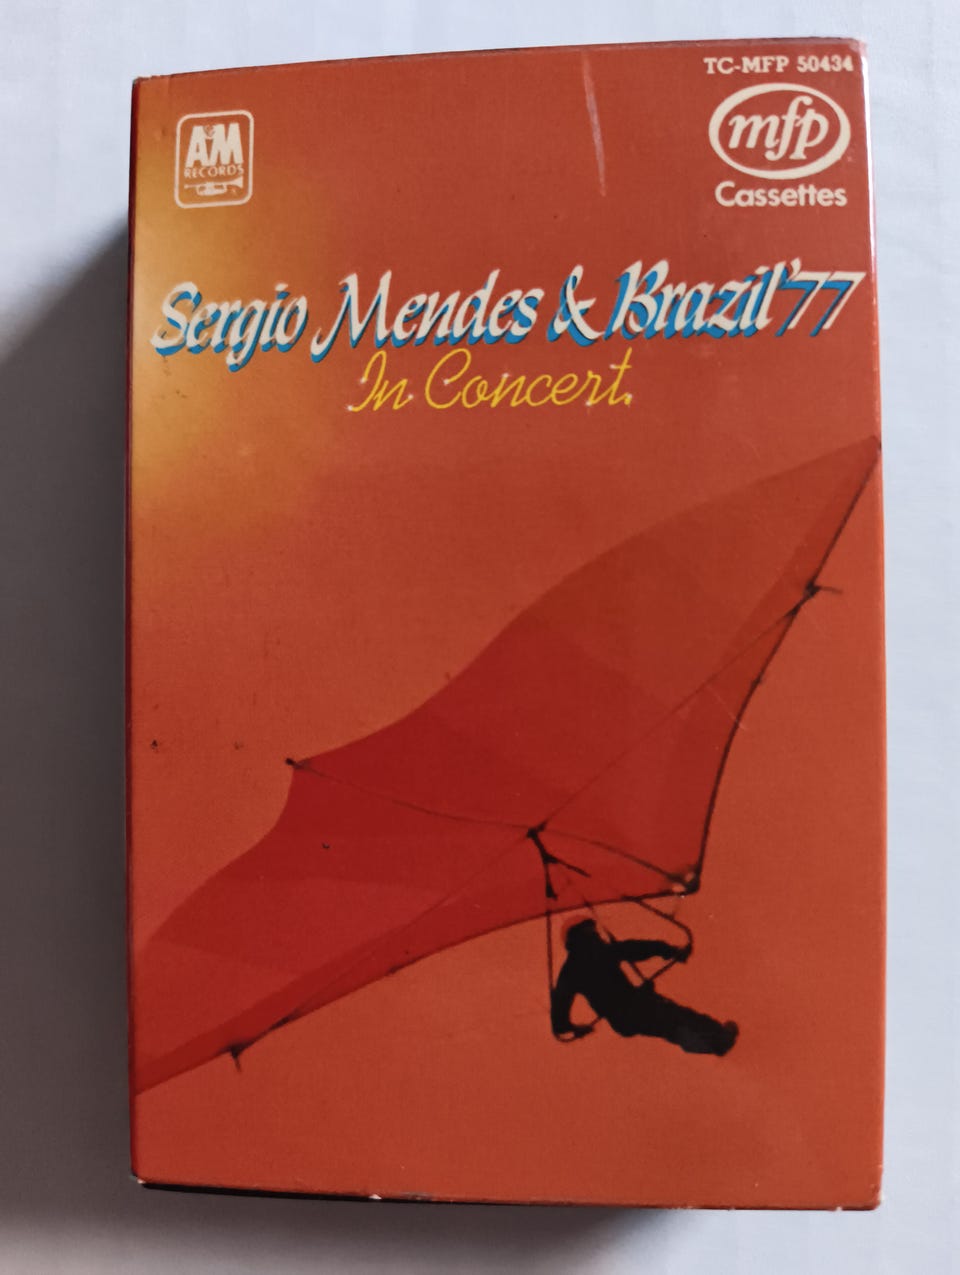 TC-MFP 50434
A&M
RECORDS
mfp
Cassettes
Sergio Mendes & Brazil '77
In Concert.